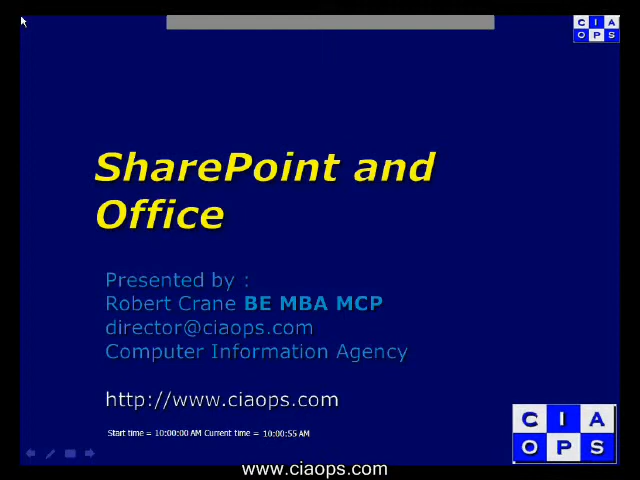 C I A
O P S
SharePoint and
Office
Presented by :
Robert Crane BE MBA MCP
director@ciaops.com
Computer Information Agency
http://www.ciaops.com
Start time = 10:00:00 AM Current time = 10:00:55 AM
C I A
O P S
www.ciaops.com